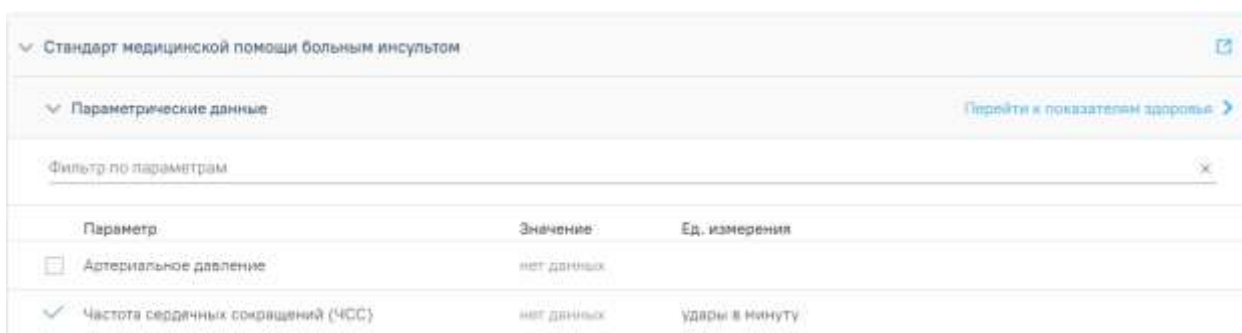 Стандарт медицинской помощи больным инсультом
Параметрические данные Перейти к показателям здоровья
Фильтр по параметрам
Параметр Значение Ед. измерения
Артериальное давление нет данных
Частота сердечных сокращений (ЧСС) нет данных удары в минуту